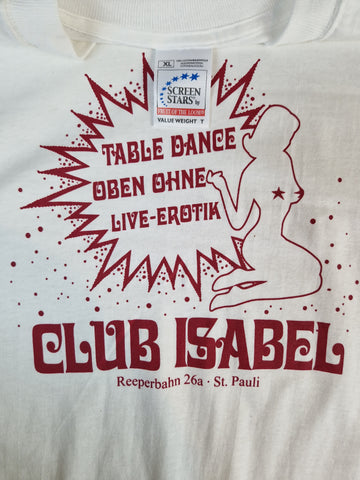 XL
SCREEN
STARS by
FRUIT OF THE LOOM
VALUE WEIGHT T
TABLE DANCE
OBEN OHNE
LIVE-EROTIK
CLUB ISABEL
Reeperbahn 26a · St. Pauli